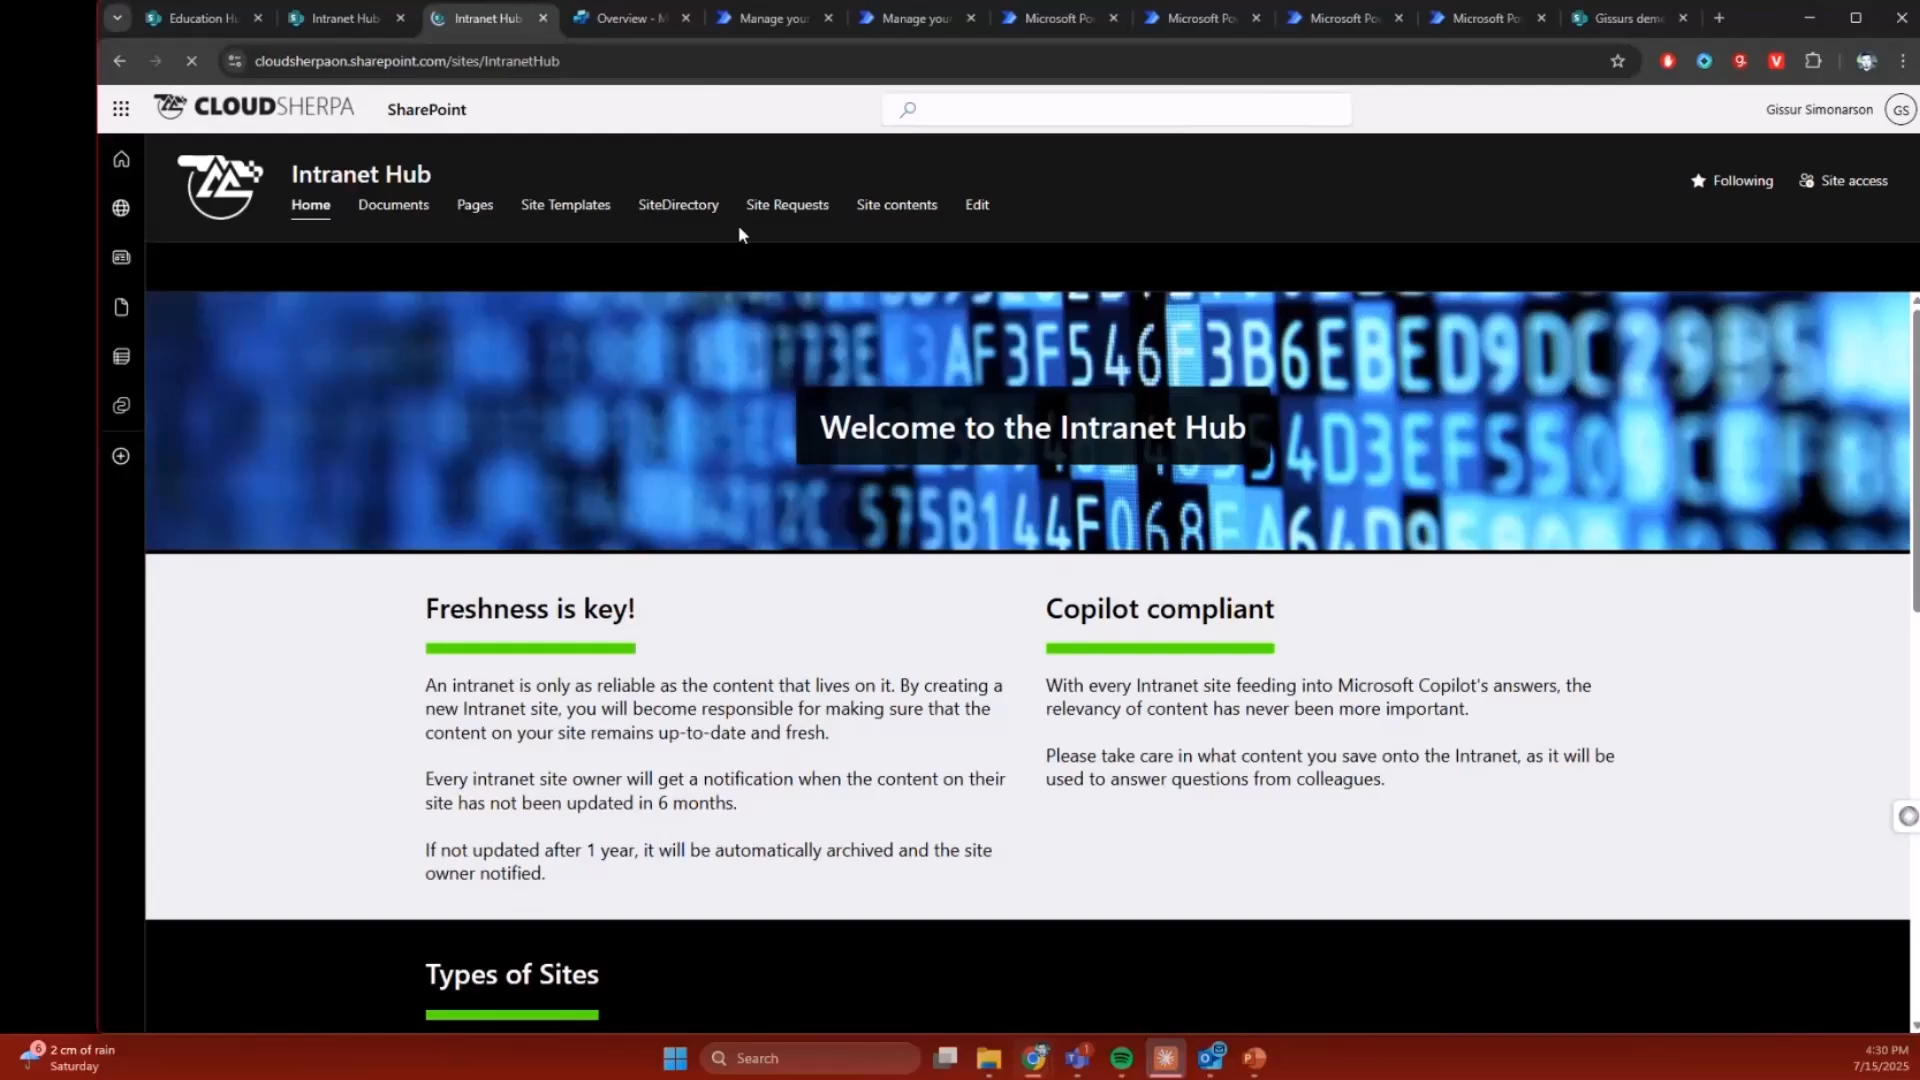 Education Hu
Intranet Hub
Intranet Hub
Overview - M
Manage your
Manage your
Microsoft Po
Microsoft Po
Microsoft Po
Microsoft Po
Gissurs dem
cloudsherpaon.sharepoint.com/sites/IntranetHub
CLOUDSHERPA
SharePoint
Gissur Simonarson
GS
Intranet Hub
Following
Site access
Home
Documents
Pages
Site Templates
SiteDirectory
Site Requests
Site contents
Edit
Welcome to the Intranet Hub
Freshness is key!
An intranet is only as reliable as the content that lives on it. By creating a
new Intranet site, you will become responsible for making sure that the
content on your site remains up-to-date and fresh.
Every intranet site owner will get a notification when the content on their
site has not been updated in 6 months.
If not updated after 1 year, it will be automatically archived and the site
owner notified.
Copilot compliant
With every Intranet site feeding into Microsoft Copilot's answers, the
relevancy of content has never been more important.
Please take care in what content you save onto the Intranet, as it will be
used to answer questions from colleagues.
Types of Sites
6
2 cm of rain
Saturday
Search
4:30 PM
7/15/2025